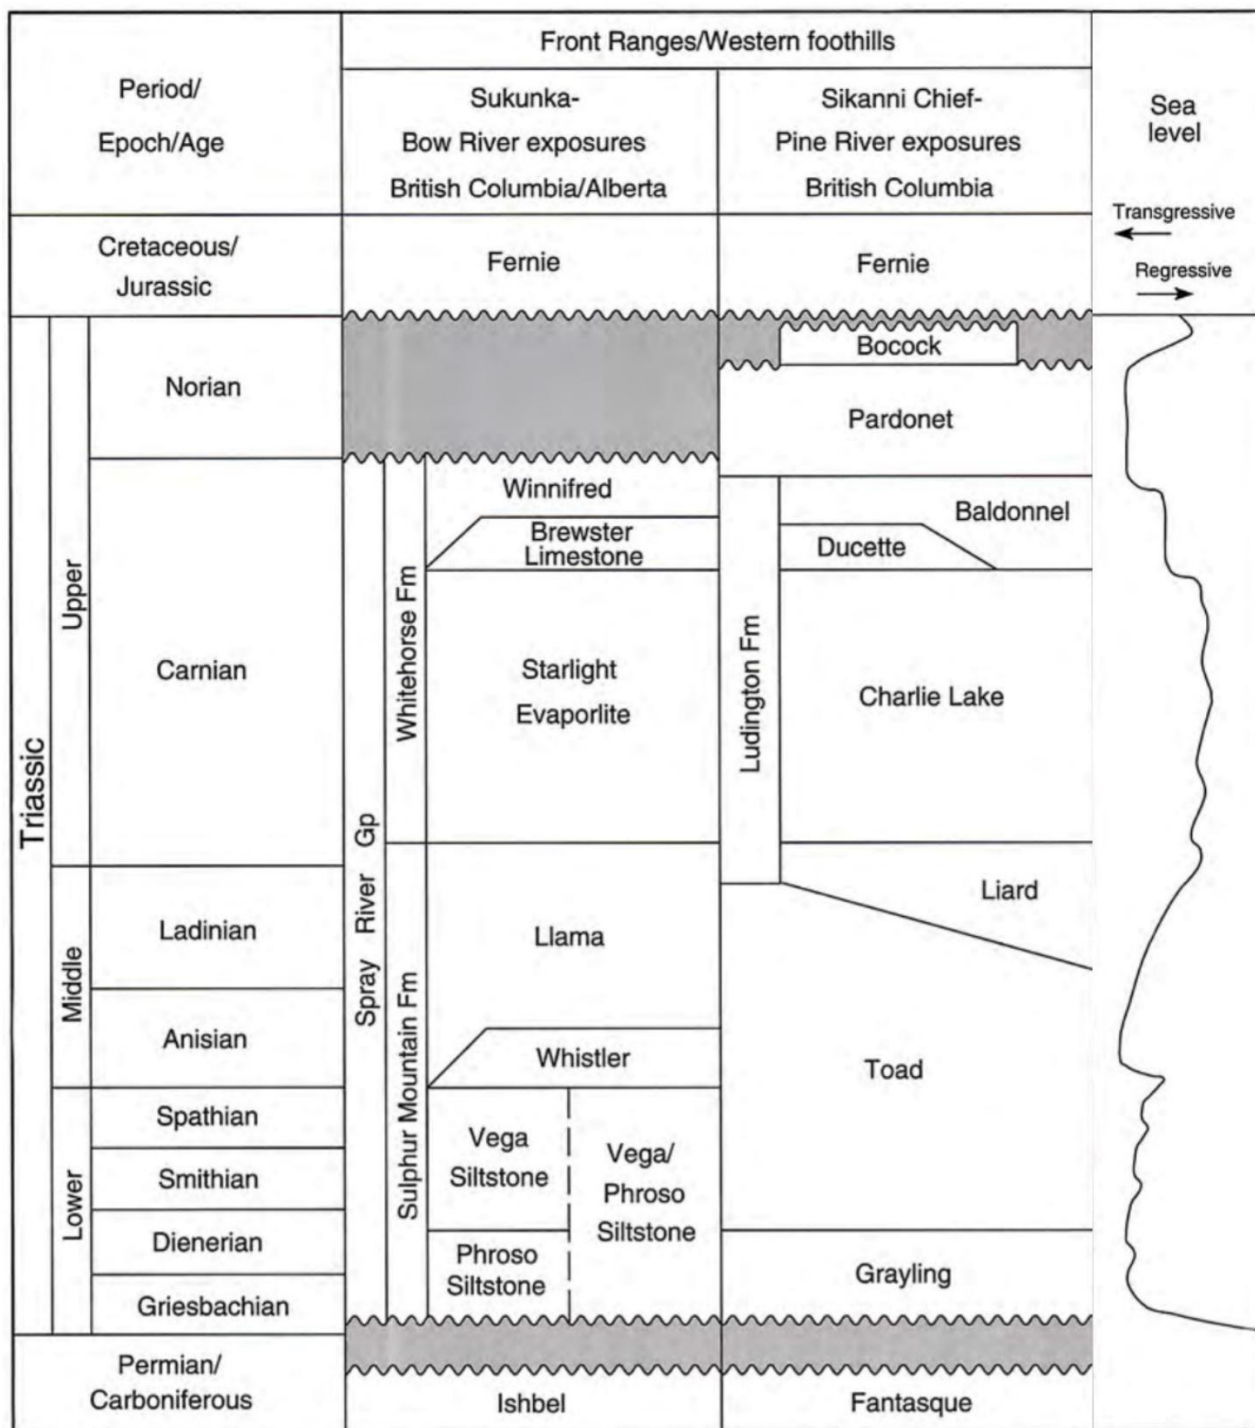 Period/
Epoch/Age
Front Ranges/Western foothills
Sukunka-
Bow River exposures
British Columbia/Alberta
Sikanni Chief-
Pine River exposures
British Columbia
Sea
level
Transgressive
Regressive
Cretaceous/
Jurassic
Fernie
Fernie
Triassic
Upper
Norian
Bocock
Pardonet
Carnian
Spray River Gp
Whitehorse Fm
Winnifred
Brewster
Limestone
Starlight
Evaporlite
Ludington Fm
Baldonnel
Ducette
Charlie Lake
Middle
Ladinian
Anisian
Sulphur Mountain Fm
Llama
Whistler
Liard
Toad
Lower
Spathian
Smithian
Dienerian
Griesbachian
Vega
Siltstone
Phroso
Siltstone
Vega/
Phroso
Siltstone
Grayling
Permian/
Carboniferous
Ishbel
Fantasque